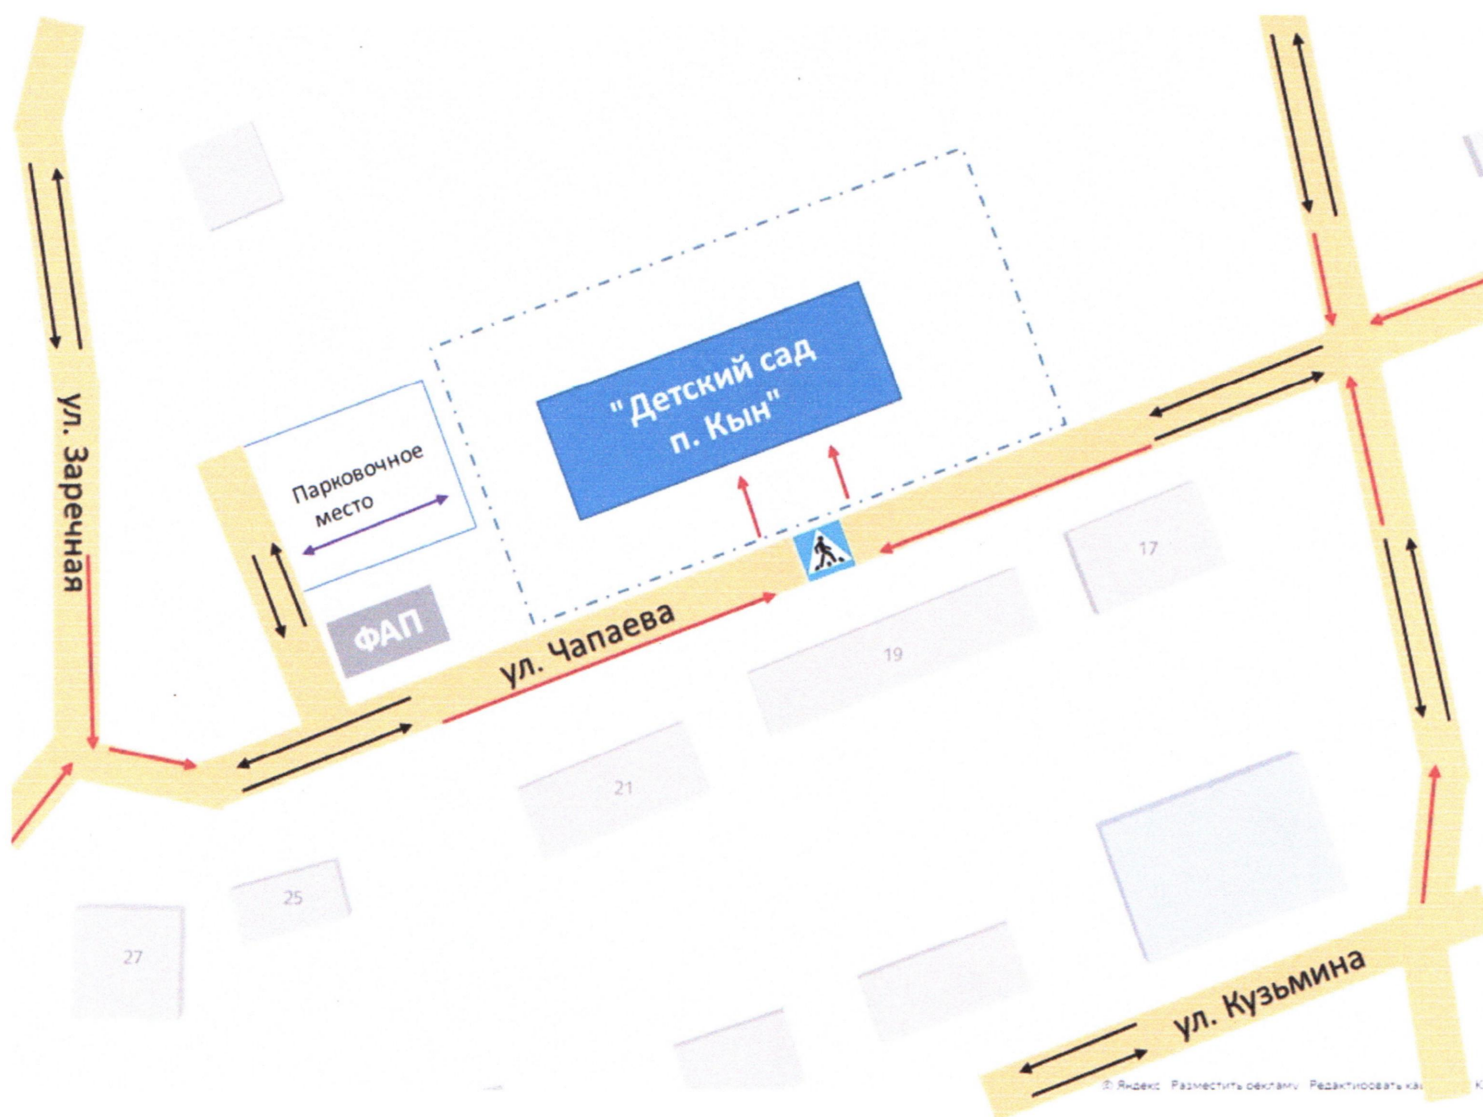 "Детский сад
п. Кын"
ул. Заречная
Парковочное
место
17
ФАП
ул. Чапаева
19
21
25
27
ул. Кузьмина
© Яндекс Разместить рекламу Редактировать